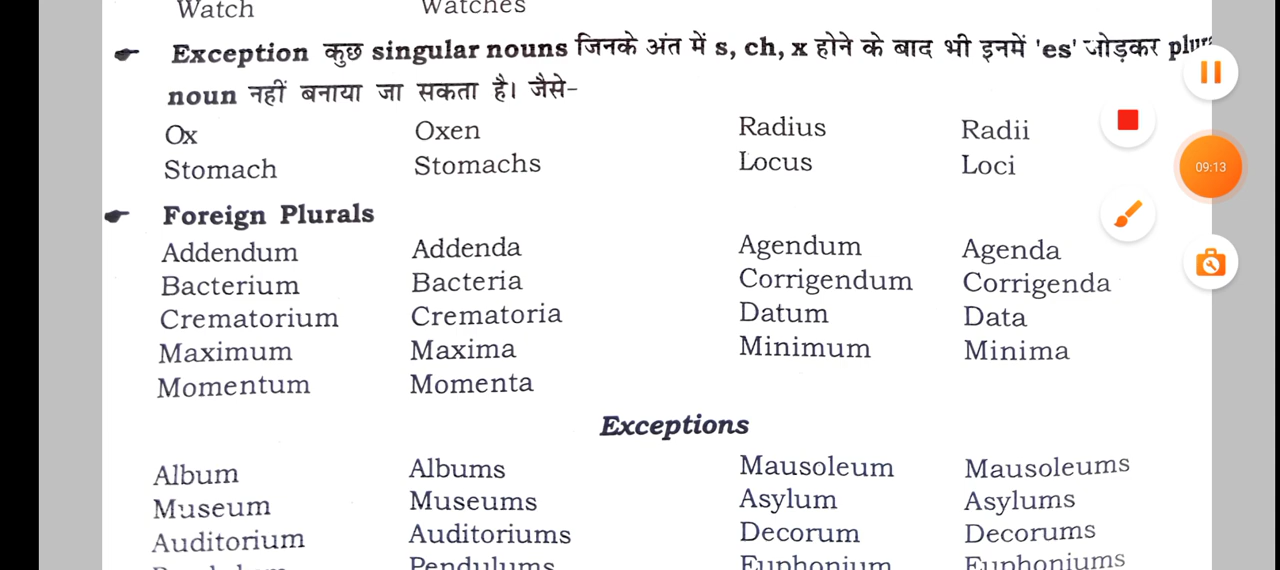 Watch Watches
Exception कुछ singular nouns जिनके अंत में s, ch, x होने के बाद भी इनमें 'es' जोड़कर
noun नहीं बनाया जा सकता है। जैसे-
Ox Oxen Radius Radii
Stomach Stomachs Locus Loci
Foreign Plurals
Addendum Addenda Agendum Agenda
Bacterium Bacteria Corrigendum Corrigenda
Crematorium Crematoria Datum Data
Maximum Maxima Minimum Minima
Momentum Momenta
Exceptions
Album Albums Mausoleum Mausoleums
Museum Museums Asylum Asylums
Auditorium Auditoriums Decorum Decorums
Pendulums Euphonium Euphoniums
09:13